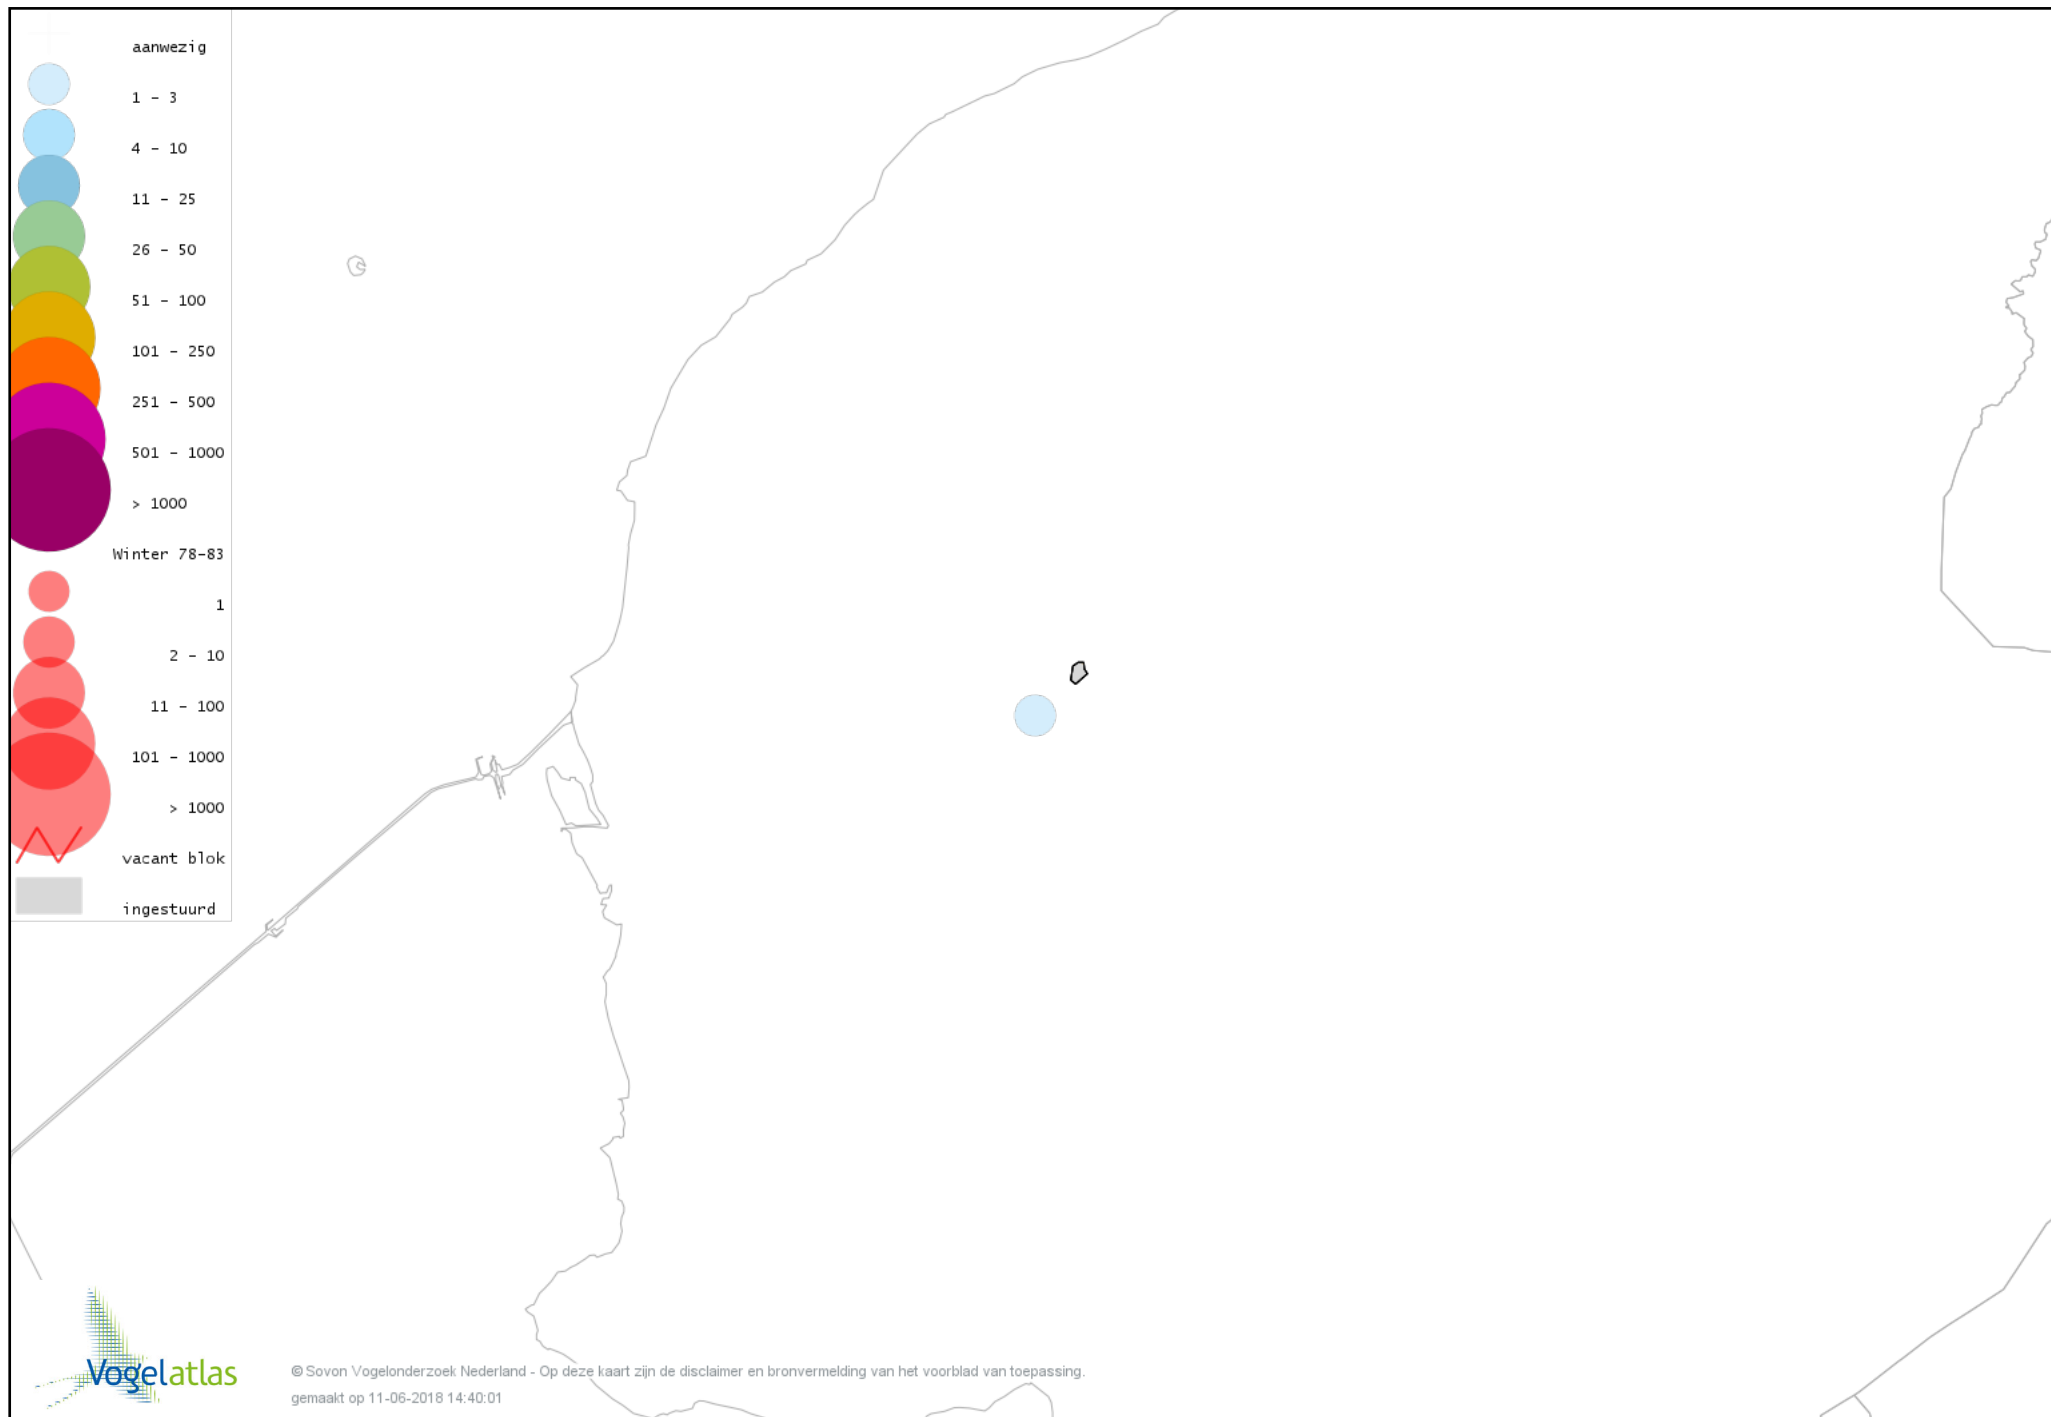 aanwezig
1 - 3
4 - 10
11 - 25
26 - 50
51 - 100
101 - 250
251 - 500
501 - 1000
> 1000
Winter 78-83
1
2 - 10
11 - 100
101 - 1000
> 1000
vacant blok
ingestuurd
Vogelatlas
© Sovon Vogelonderzoek Nederland - Op deze kaart zijn de disclaimer en bronvermelding van het voorblad van toepassing.
gemaakt op 11-06-2018 14:40:01